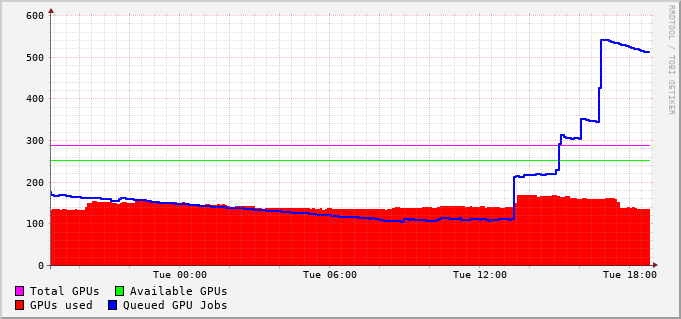 600
500
400
300
200
100
0
Tue 00:00 Tue 06:00 Tue 12:00 Tue 18:00
Total GPUs Available GPUs
GPUs used Queued GPU Jobs
RRDTOOL / TOBI OETIKER